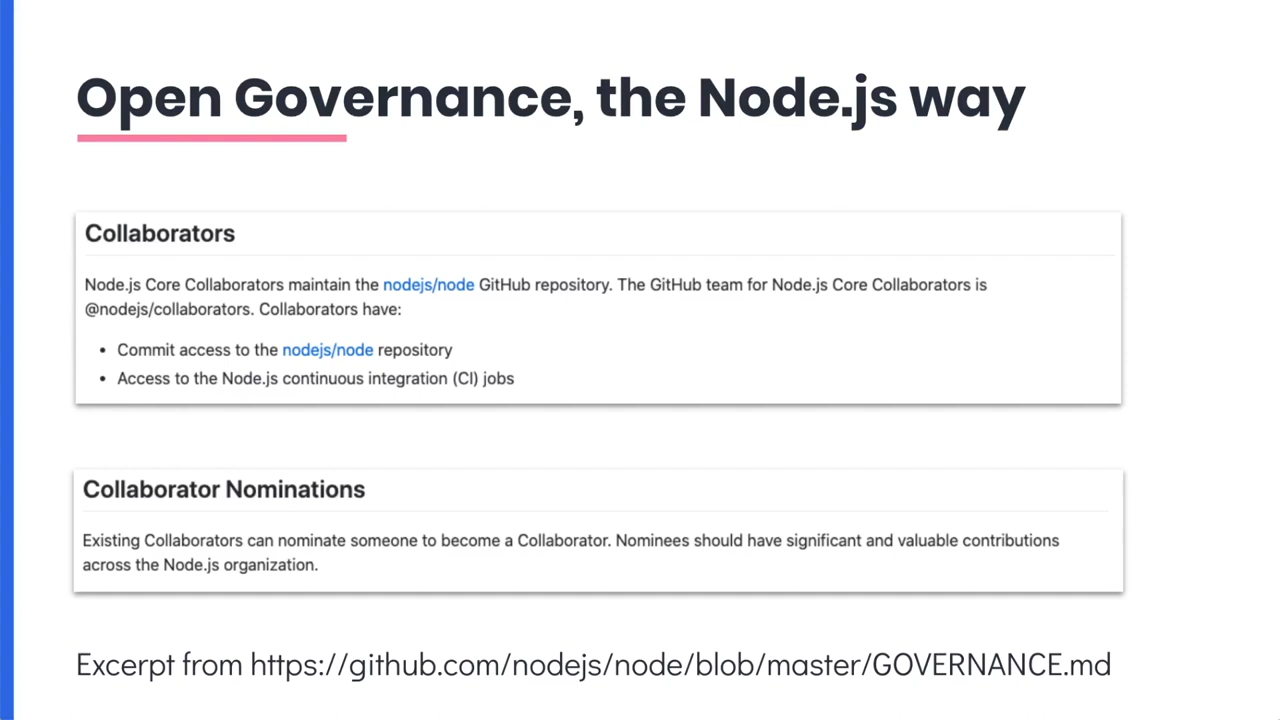 Open Governance, the Node.js way
Collaborators
Node.js Core Collaborators maintain the nodejs/node GitHub repository. The GitHub team for Node.js Core Collaborators is
@nodejs/collaborators. Collaborators have:
• Commit access to the nodejs/node repository
• Access to the Node.js continuous integration (CI) jobs
Collaborator Nominations
Existing Collaborators can nominate someone to become a Collaborator. Nominees should have significant and valuable contributions
across the Node.js organization.
Excerpt from https://github.com/nodejs/node/blob/master/GOVERNANCE.md